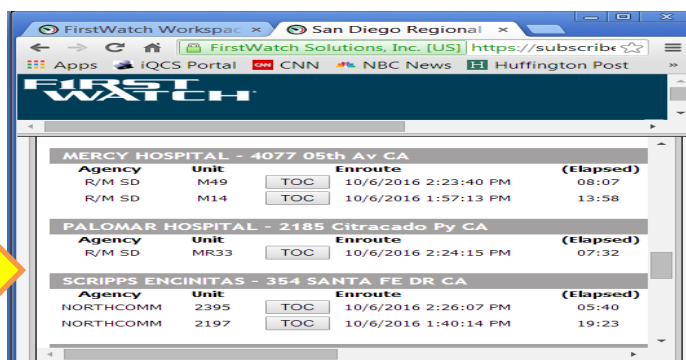 FirstWatch Workspac × San Diego Regional ×
FirstWatch Solutions, Inc. [US] https://subscribe
Apps iQCS Portal CNN CNN NBC News H Huffington Post »
FIRST
WATCH
MERCY HOSPITAL - 4077 05th Av CA
Agency Unit Enroute (Elapsed)
R/M SD M49 TOC 10/6/2016 2:23:40 PM 08:07
R/M SD M14 TOC 10/6/2016 1:57:13 PM 13:58
PALOMAR HOSPITAL - 2185 Citracado Py CA
Agency Unit Enroute (Elapsed)
R/M SD MR33 TOC 10/6/2016 2:24:15 PM 07:32
SCRIPPS ENCINITAS - 354 SANTA FE DR CA
Agency Unit Enroute (Elapsed)
NORTHCOMM 2395 TOC 10/6/2016 2:26:07 PM 05:40
NORTHCOMM 2197 TOC 10/6/2016 1:40:14 PM 19:23